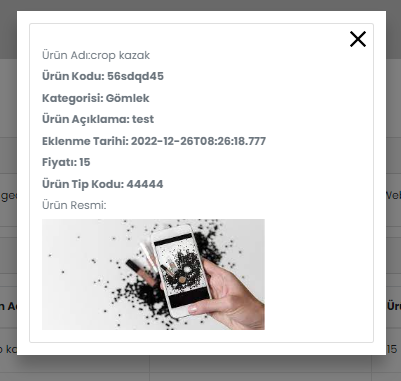 Ürün Adı:crop kazak
Ürün Kodu: 56sdqd45
Kategorisi: Gömlek
Ürün Açıklama: test
Eklenme Tarihi: 2022-12-26T08:26:18.777
Fiyatı: 15
Ürün Tip Kodu: 44444
Ürün Resmi:
15